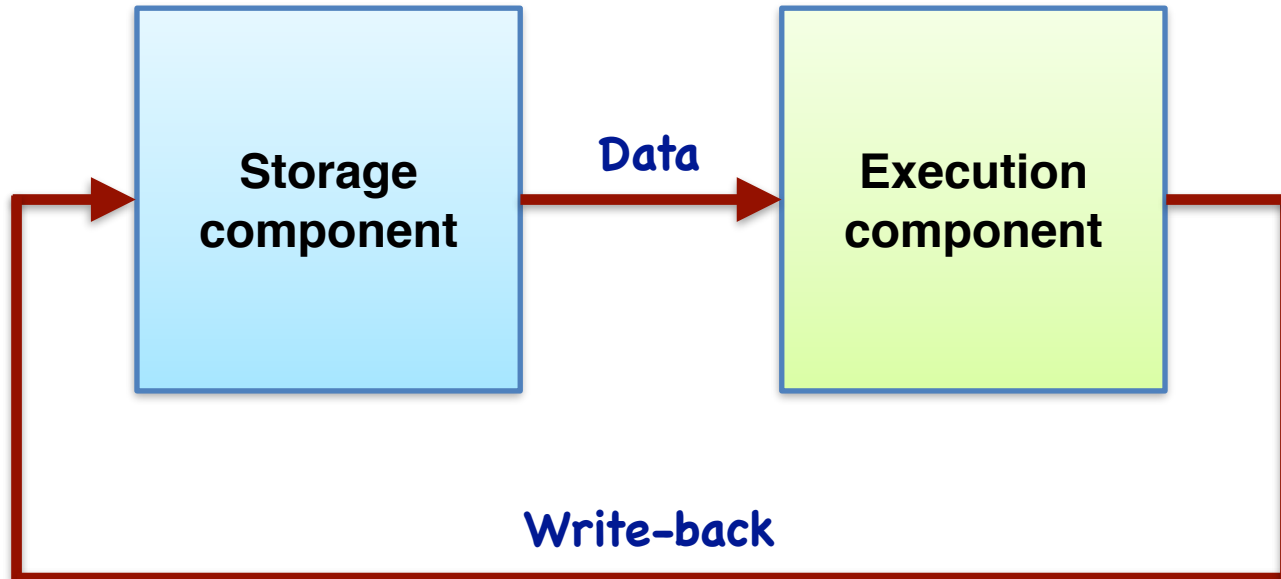 Storage
component
Data
Execution
component
Write-back